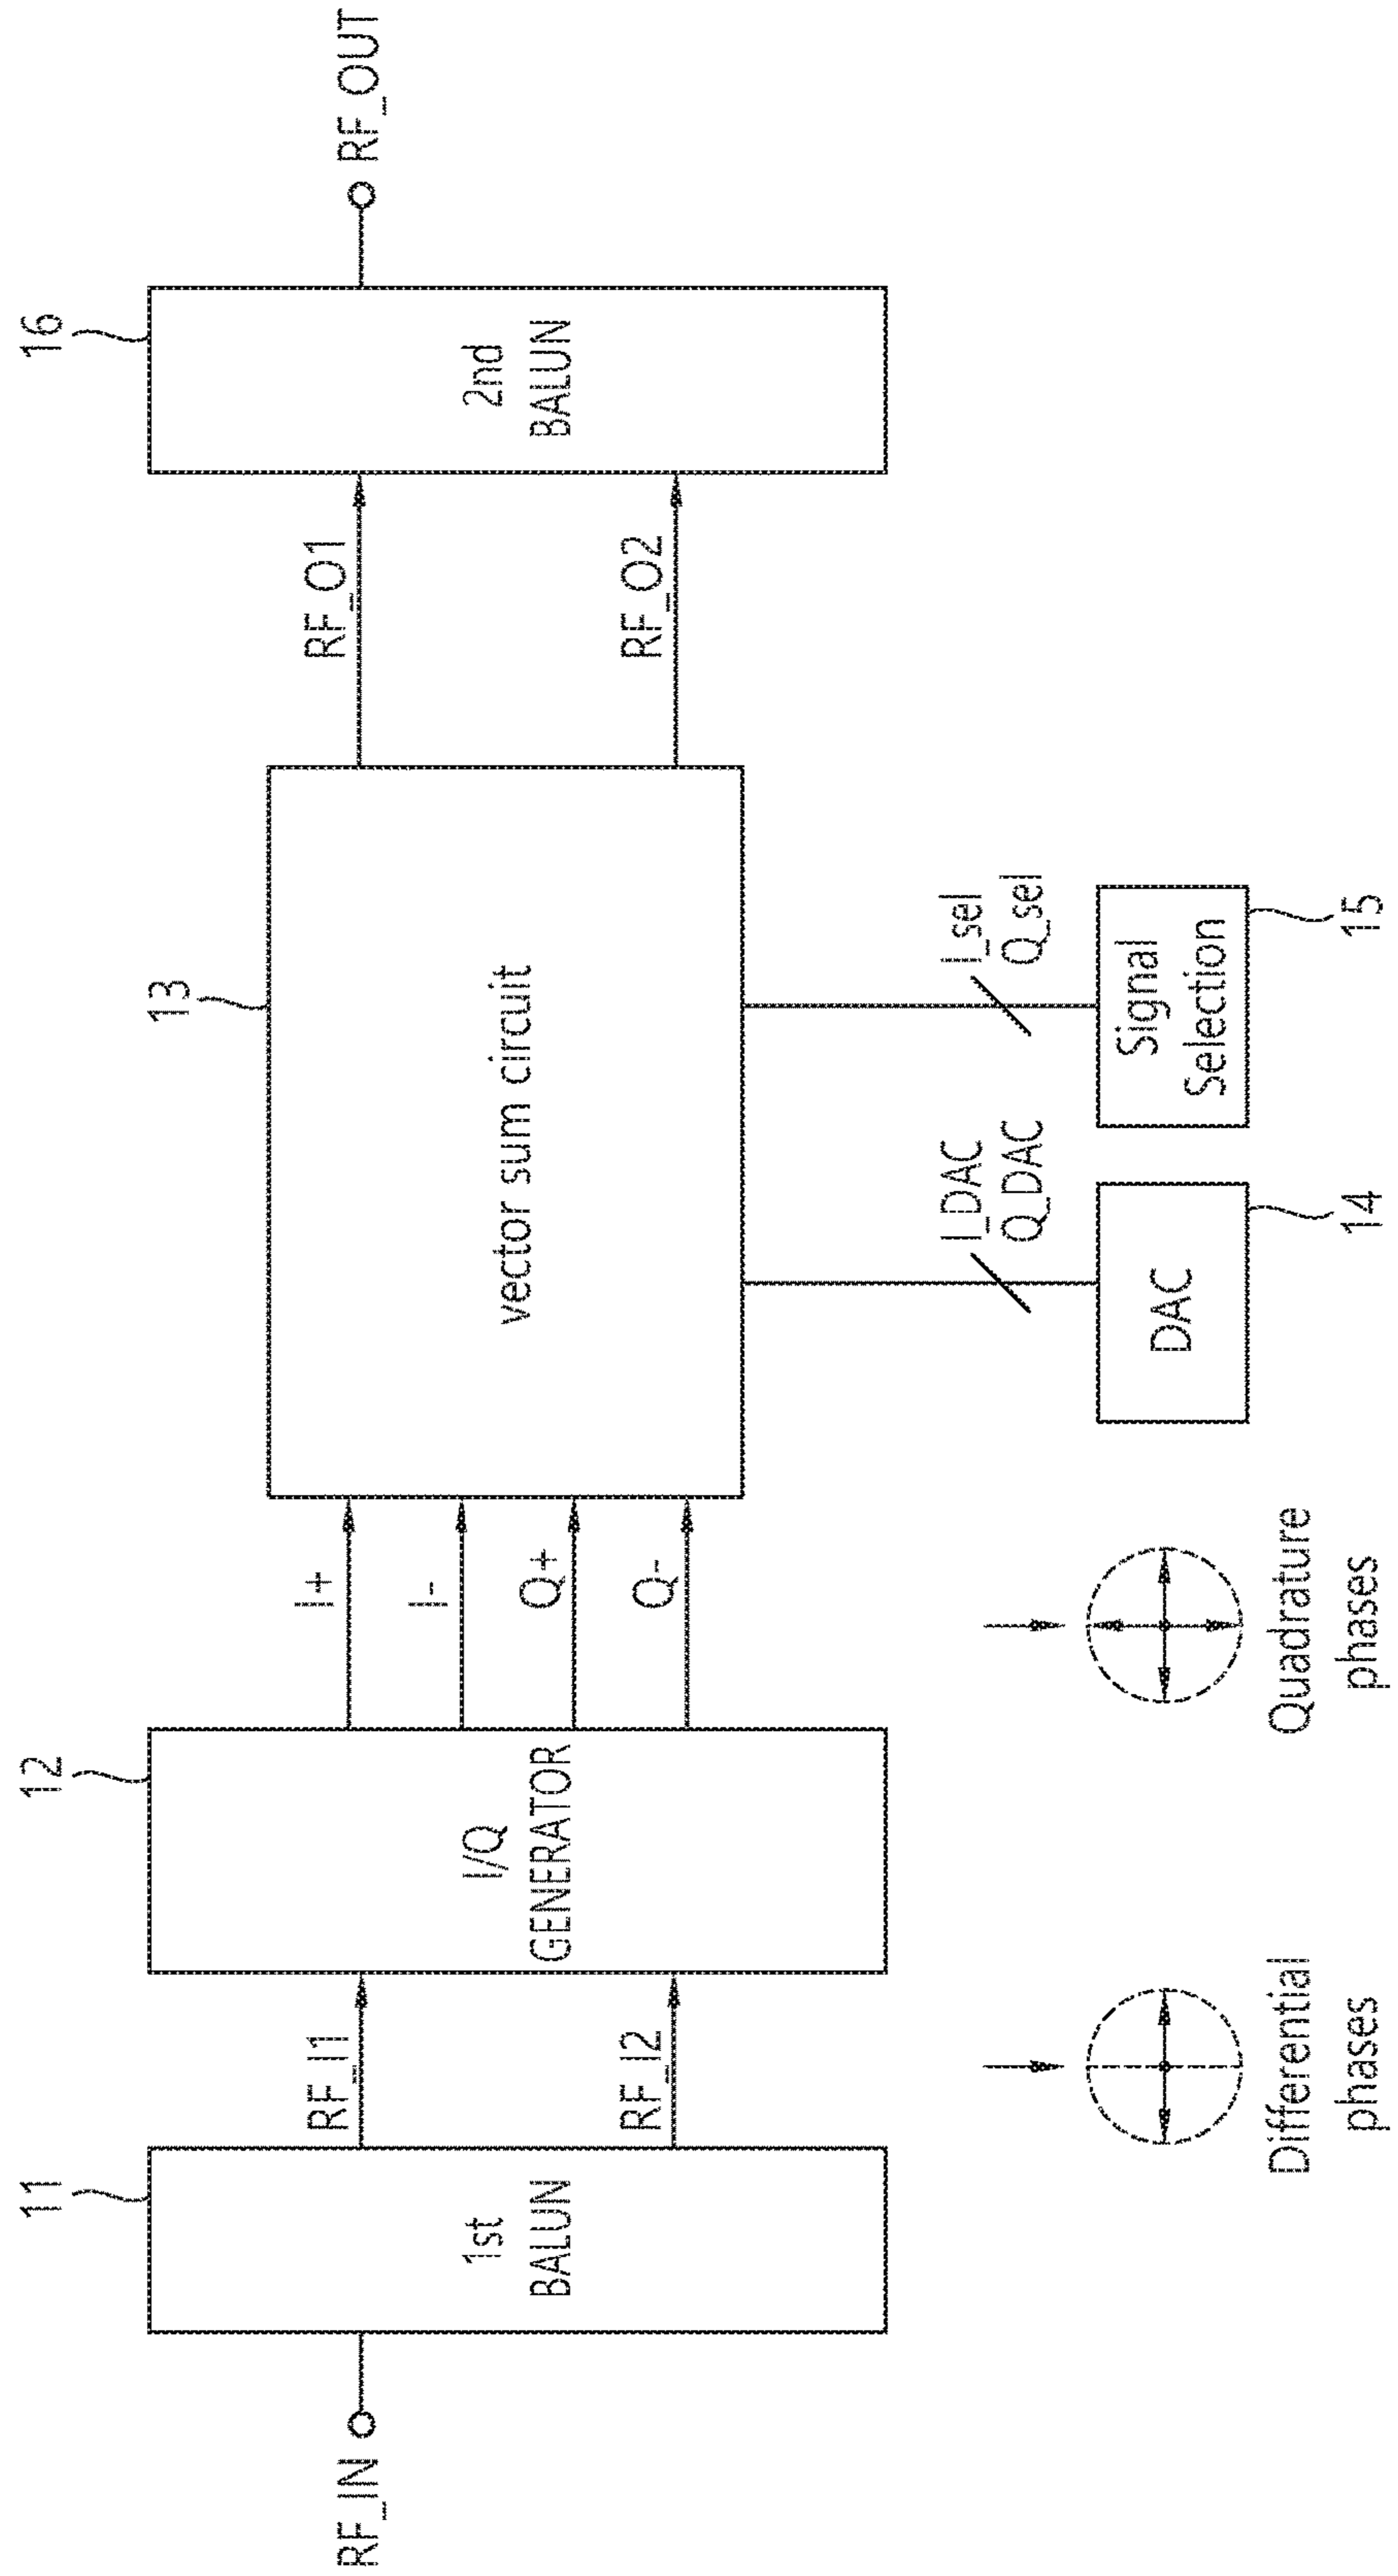 11
12
13
16
RF_IN
1st
BALUN
RF_I1
RF_I2
I/Q
GENERATOR
I+
I-
Q+
Q-
vector sum circuit
RF_O1
RF_O2
2nd
BALUN
RF_OUT
I_DAC
Q_DAC
I_sel
Q_sel
DAC
Signal
Selection
14
15
Differential
phases
Quadrature
phases